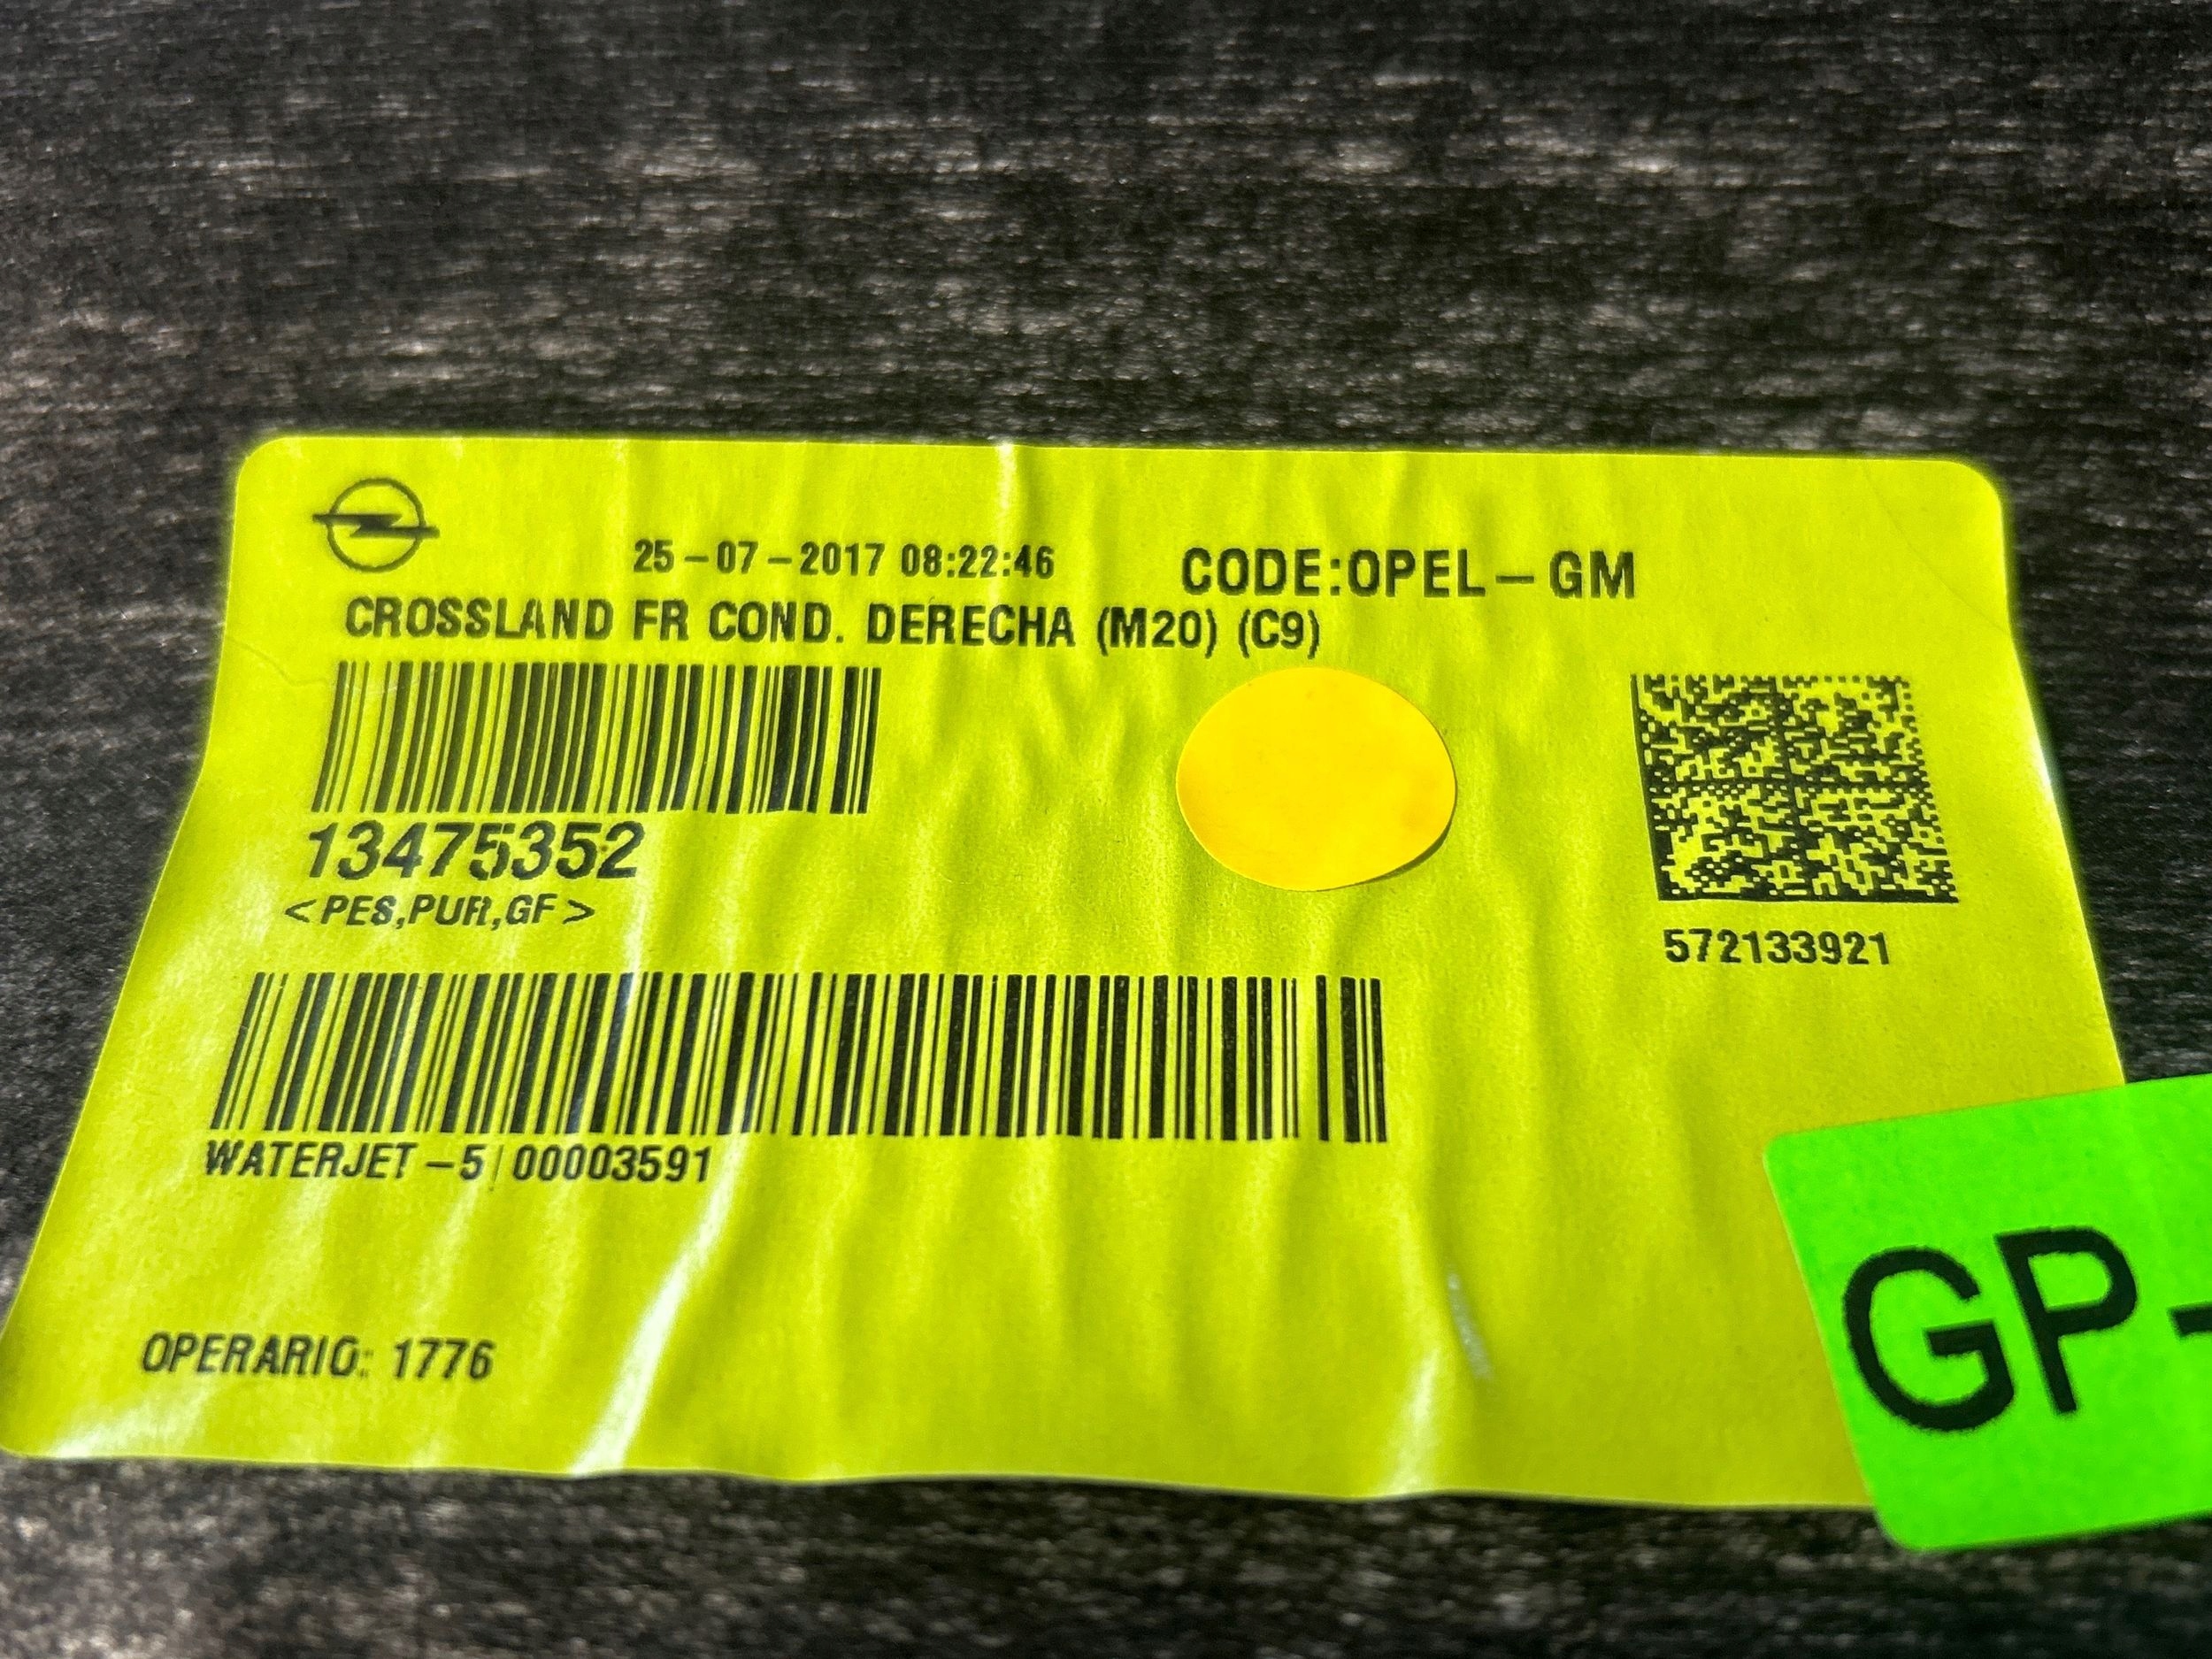 25-07-2017 08:22:46 CODE:OPEL-GM
CROSSLAND FR COND. DERECHA (M20) (C9)
13475352
<PES,PUR,GF>
572133921
WATERJET -5 00003591
OPERARIO: 1776
GP-